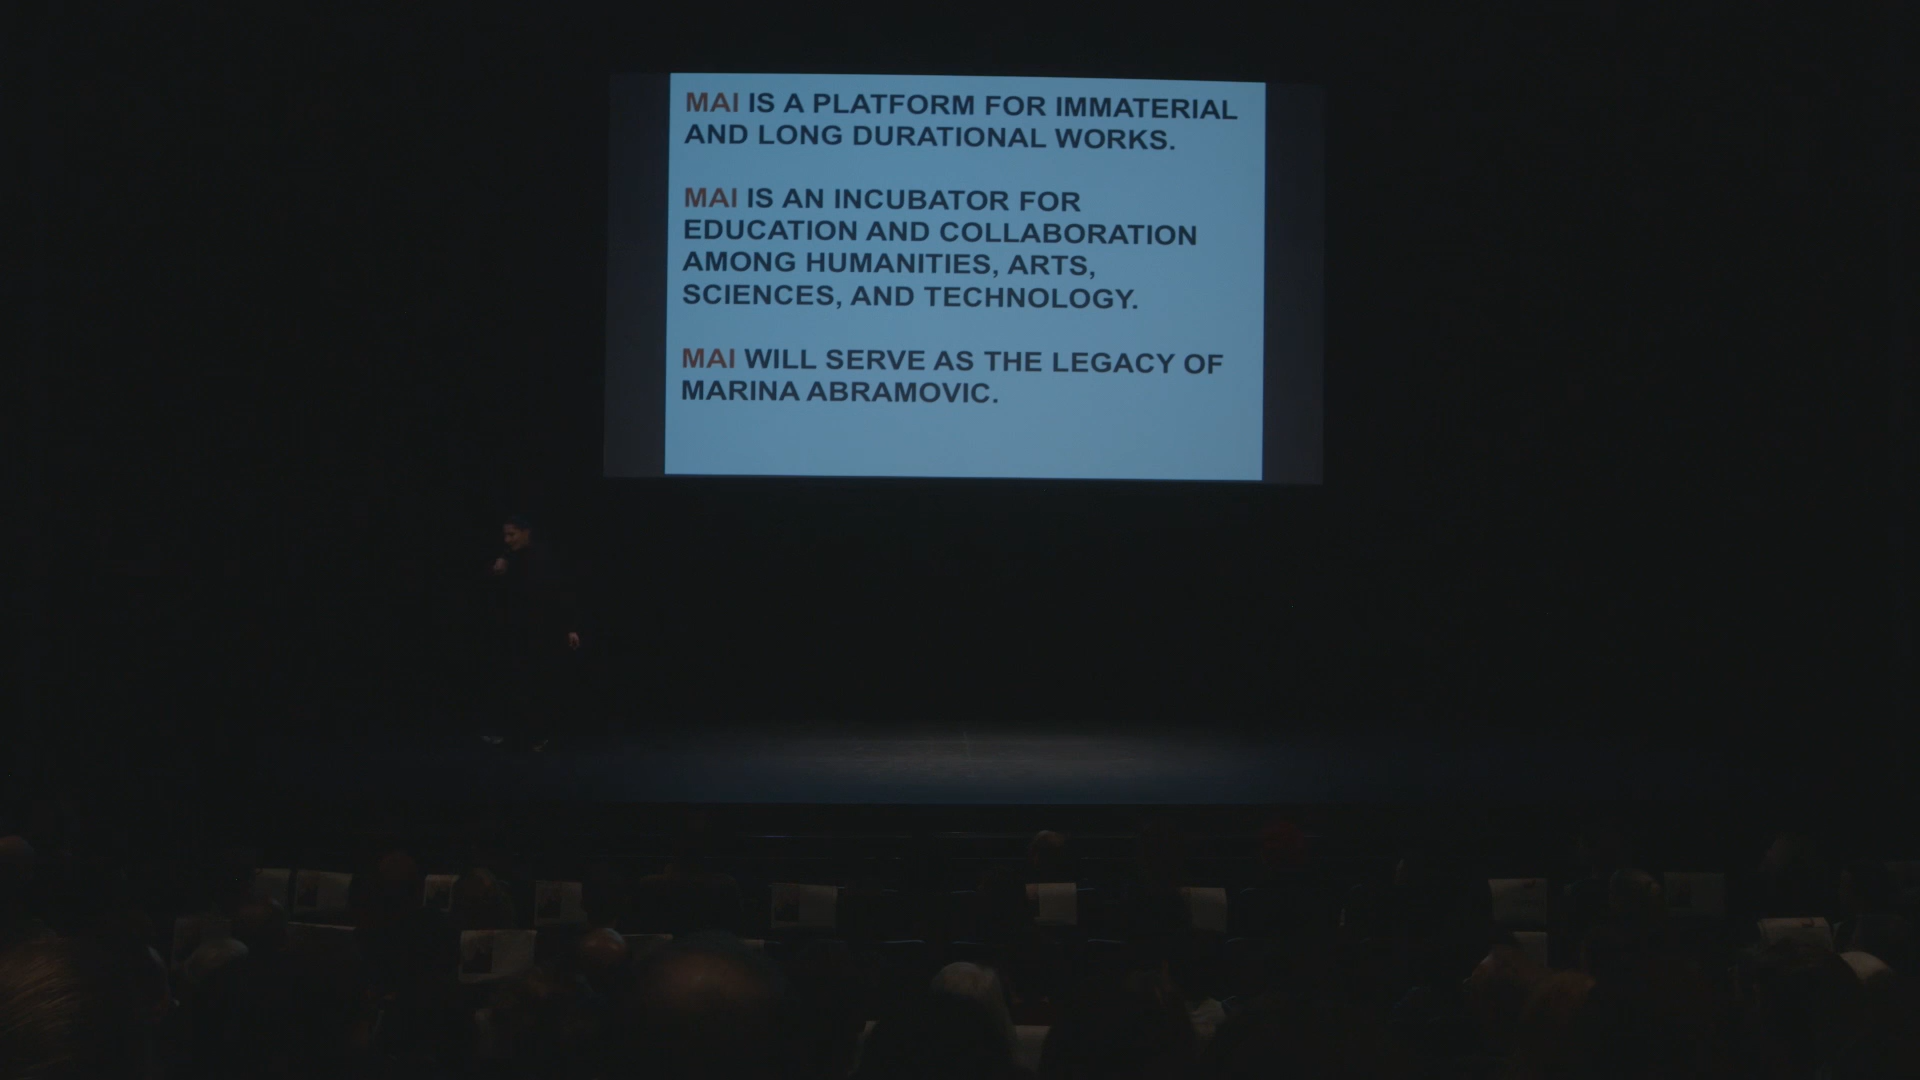 MAI IS A PLATFORM FOR IMMATERIAL
AND LONG DURATIONAL WORKS.
MAI IS AN INCUBATOR FOR
EDUCATION AND COLLABORATION
AMONG HUMANITIES, ARTS,
SCIENCES, AND TECHNOLOGY.
MAI WILL SERVE AS THE LEGACY OF
MARINA ABRAMOVIC.